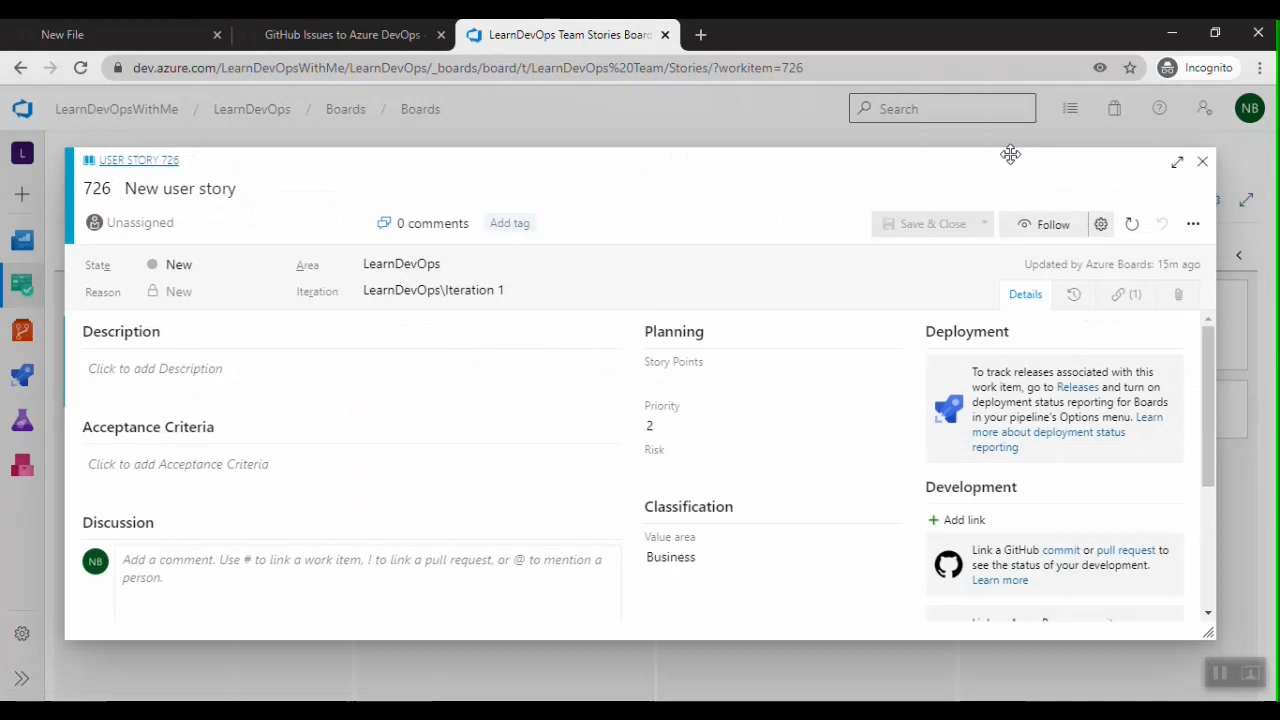 New File
GitHub Issues to Azure DevOps
LearnDevOps Team Stories Board
dev.azure.com/LearnDevOpsWithMe/LearnDevOps/_boards/board/t/LearnDevOps%20Team/Stories/?workitem=726
Incognito
LearnDevOpsWithMe / LearnDevOps / Boards / Boards
Search
NB
L
USER STORY 726
726 New user story
Unassigned
0 comments
Add tag
Save & Close
Follow
State
New
Area
LearnDevOps
Updated by Azure Boards: 15m ago
Reason
New
Iteration
LearnDevOps\Iteration 1
Details
(1)
Description
Click to add Description
Acceptance Criteria
Click to add Acceptance Criteria
Discussion
NB
Add a comment. Use # to link a work item, ! to link a pull request, or @ to mention a
person.
Planning
Story Points
Priority
2
Risk
Classification
Value area
Business
Deployment
To track releases associated with this
work item, go to Releases and turn on
deployment status reporting for Boards
in your pipeline's Options menu. Learn
more about deployment status
reporting
Development
Add link
Link a GitHub commit or pull request to
see the status of your development.
Learn more